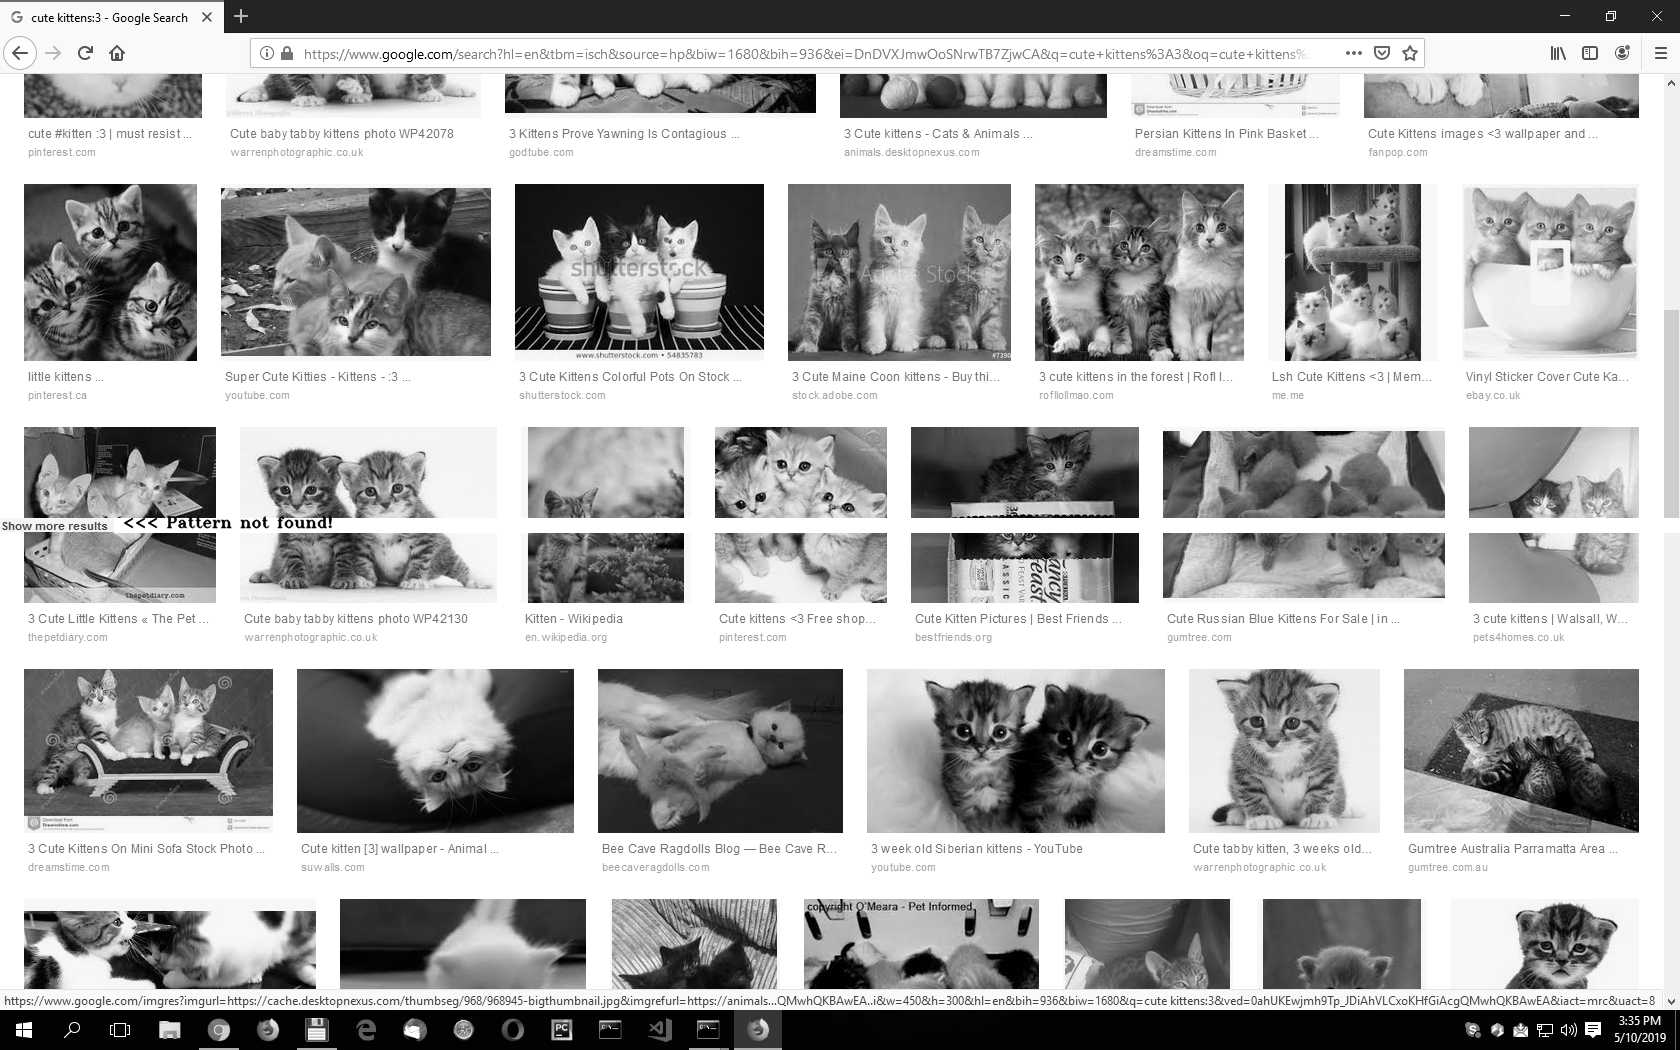 cute kittens:3 - Google Search
https://www.google.com/search?hl=en&tbm=isch&source=hp&biw=1680&bih=936&ei=DnDVXJmwOoSNrwTB7ZjwCA&q=cute+kittens%3A3&oq=cute+kittens%
cute #kitten :3 | must resist ...
pinterest.com
Cute baby tabby kittens photo WP42078
warrenphotographic.co.uk
3 Kittens Prove Yawning Is Contagious ...
godtube.com
3 Cute kittens - Cats & Animals ...
animals.desktopnexus.com
Persian Kittens In Pink Basket ...
dreamstime.com
Cute Kittens images <3 wallpaper and ...
fanpop.com
shutterstock
www.shutterstock.com • 54835783
Adobe Stock
#7390
little kittens ...
pinterest.ca
Super Cute Kitties - Kittens - :3 ...
youtube.com
3 Cute Kittens Colorful Pots On Stock ...
shutterstock.com
3 Cute Maine Coon kittens - Buy thi...
stock.adobe.com
3 cute kittens in the forest | Rofl l...
rofllollmao.com
Lsh Cute Kittens <3 | Mem...
me.me
Vinyl Sticker Cover Cute Ka...
ebay.co.uk
Show more results <<< Pattern not found!
thepetdiary.com
3 Cute Little Kittens « The Pet ...
thepetdiary.com
Cute baby tabby kittens photo WP42130
warrenphotographic.co.uk
Kitten - Wikipedia
en.wikipedia.org
Cute kittens <3 Free shop...
pinterest.com
Cute Kitten Pictures | Best Friends ...
bestfriends.org
Cute Russian Blue Kittens For Sale | in ...
gumtree.com
3 cute kittens | Walsall, W...
pets4homes.co.uk
3 Cute Kittens On Mini Sofa Stock Photo ...
dreamstime.com
Cute kitten [3] wallpaper - Animal ...
suwalls.com
Bee Cave Ragdolls Blog — Bee Cave R...
beecaveragdolls.com
3 week old Siberian kittens - YouTube
youtube.com
Cute tabby kitten, 3 weeks old...
warrenphotographic.co.uk
Gumtree Australia Parramatta Area ...
gumtree.com.au
copyright O'Meara - Pet Informed
https://www.google.com/imgres?imgurl=https://cache.desktopnexus.com/thumbseg/968/968945-bigthumbnail.jpg&imgrefurl=https://animals...QMwhQKBAwEA..i&w=450&h=300&hl=en&bih=936&biw=1680&q=cute kittens:3&ved=0ahUKEwjmh9Tp_JDiAhVLCxoKHfGiAcgQMwhQKBAwEA&iact=mrc&uact=8
3:35 PM
5/10/2019